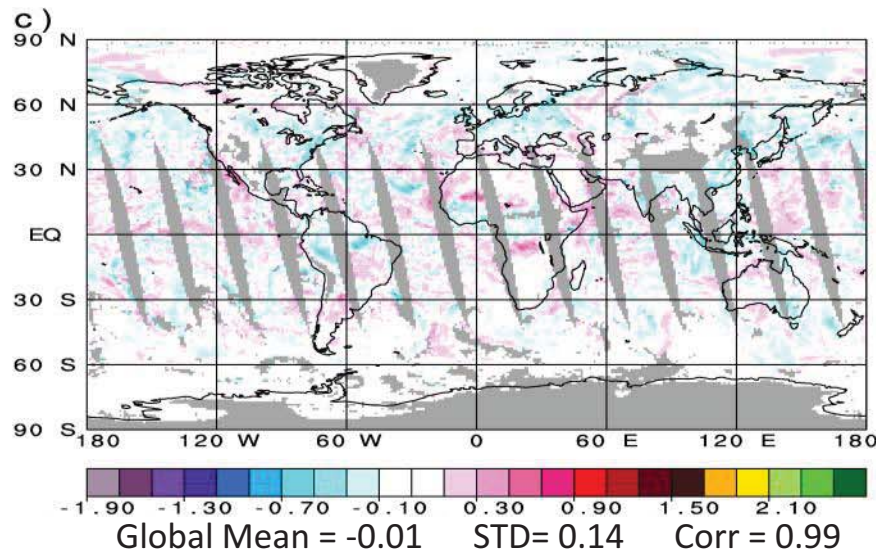 c)
90 N
60 N
30 N
EQ
30 S
60 S
90 S
180 120 W 60 W 0 60 E 120 E 180
-1.90 -1.30 -0.70 -0.10 0.30 0.90 1.50 2.10
Global Mean = -0.01 STD= 0.14 Corr = 0.99